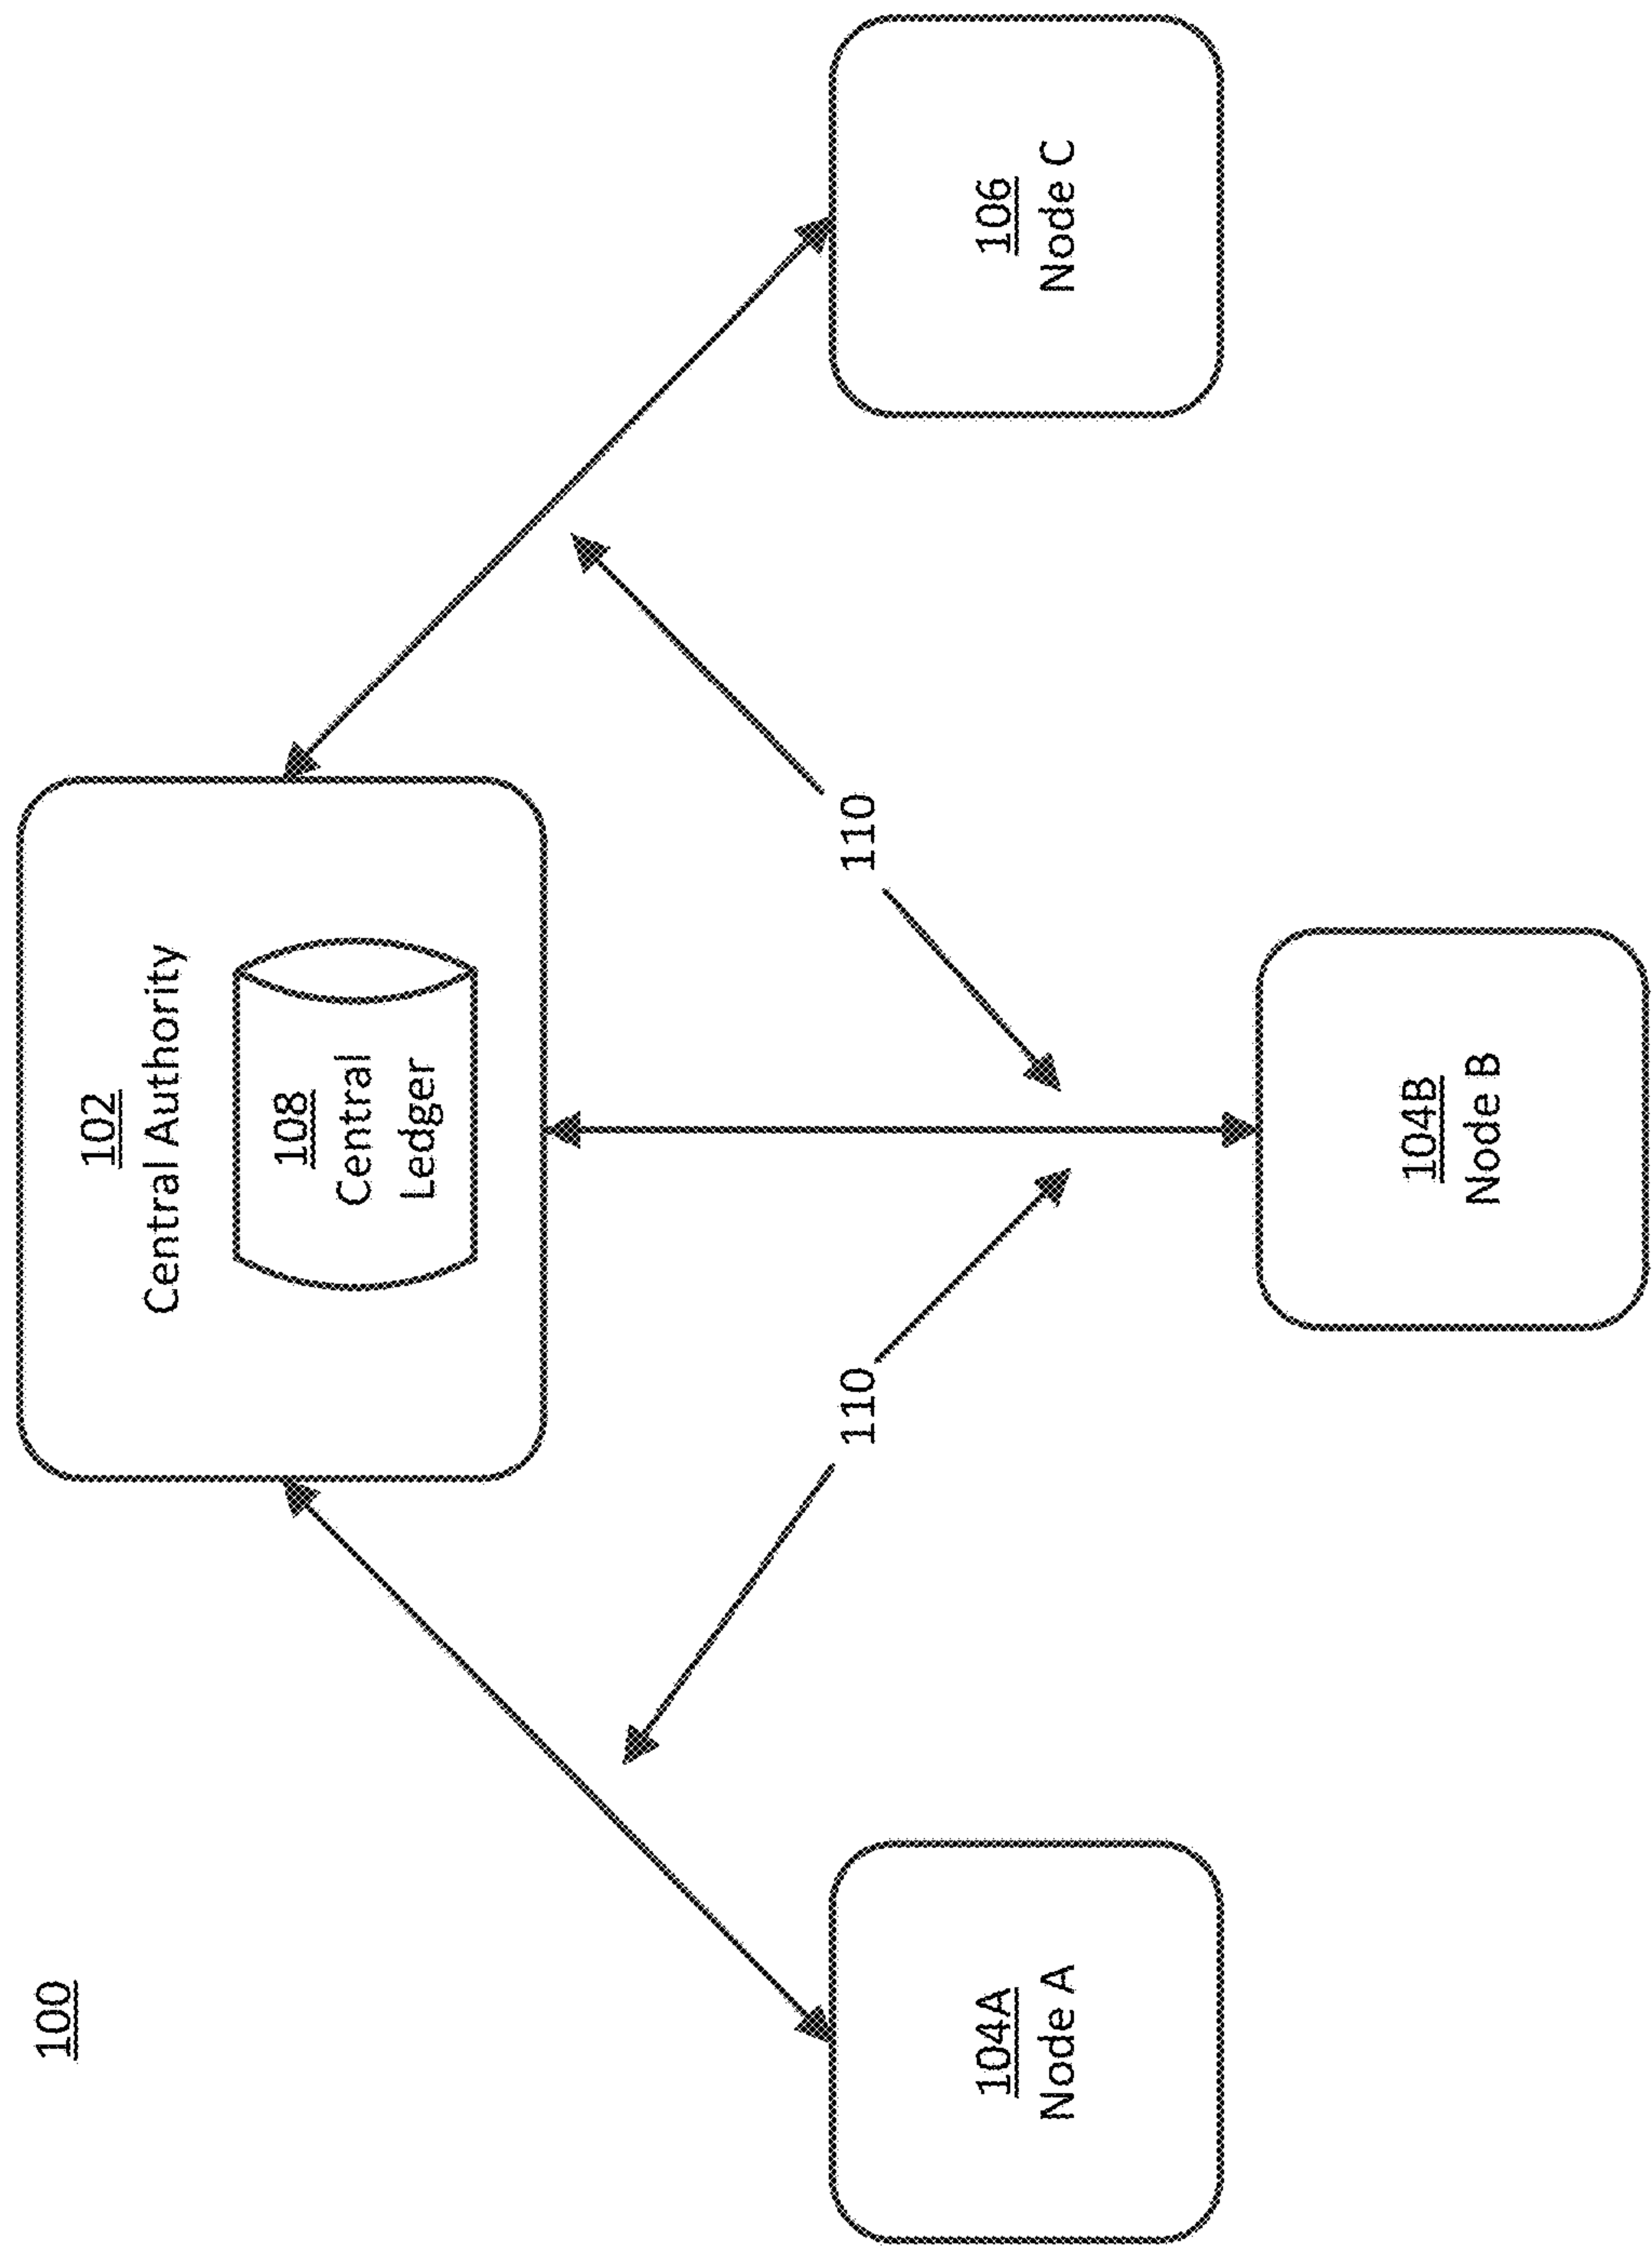 100
102
Central Authority
108
Central
Ledger
110
110
104A
Node A
104B
Node B
106
Node C